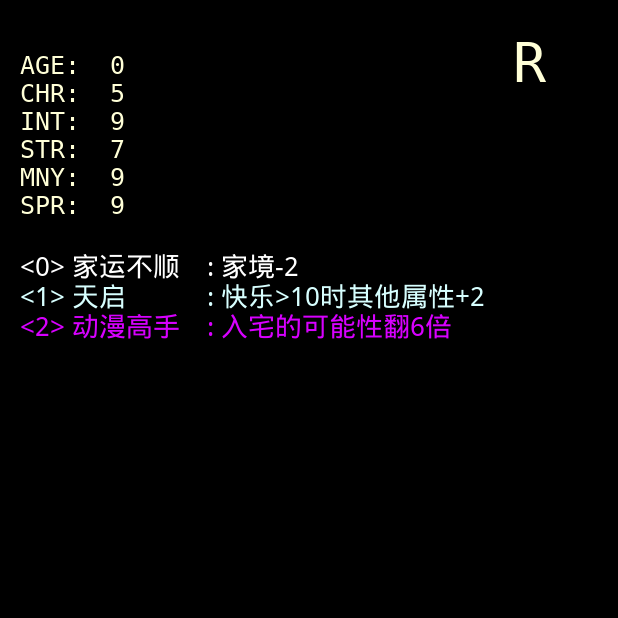 R
AGE: 0
CHR: 5
INT: 9
STR: 7
MNY: 9
SPR: 9
<0> 家运不顺 : 家境-2
<1> 天启 : 快乐>10时其他属性+2
<2> 动漫高手 : 入宅的可能性翻6倍